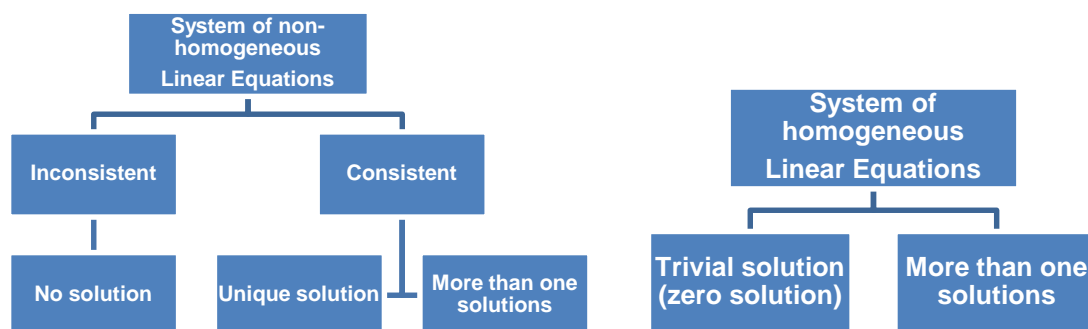 System of non-
homogeneous
Linear Equations
Inconsistent
Consistent
No solution
Unique solution
More than one
solutions
System of
homogeneous
Linear Equations
Trivial solution
(zero solution)
More than one
solutions